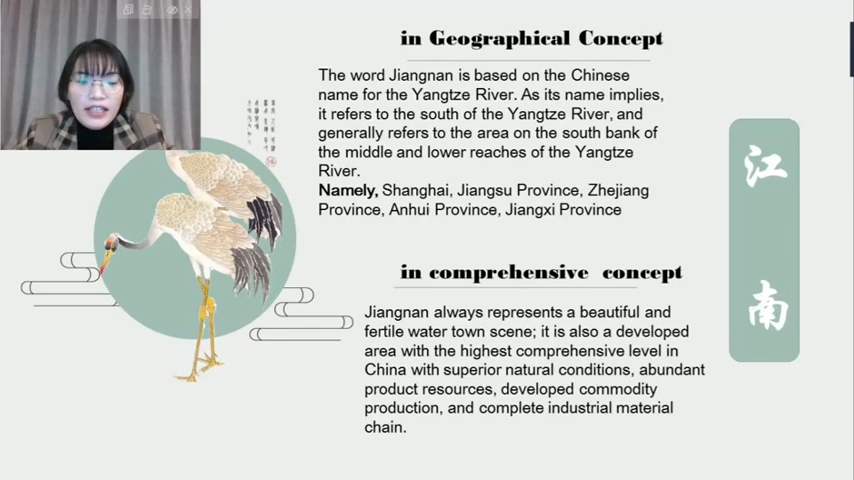 in Geographical Concept
The word Jiangnan is based on the Chinese
name for the Yangtze River. As its name implies,
it refers to the south of the Yangtze River, and
generally refers to the area on the south bank of
the middle and lower reaches of the Yangtze
River.
Namely, Shanghai, Jiangsu Province, Zhejiang
Province, Anhui Province, Jiangxi Province
in comprehensive concept
Jiangnan always represents a beautiful and
fertile water town scene; it is also a developed
area with the highest comprehensive level in
China with superior natural conditions, abundant
product resources, developed commodity
production, and complete industrial material
chain.
江
南